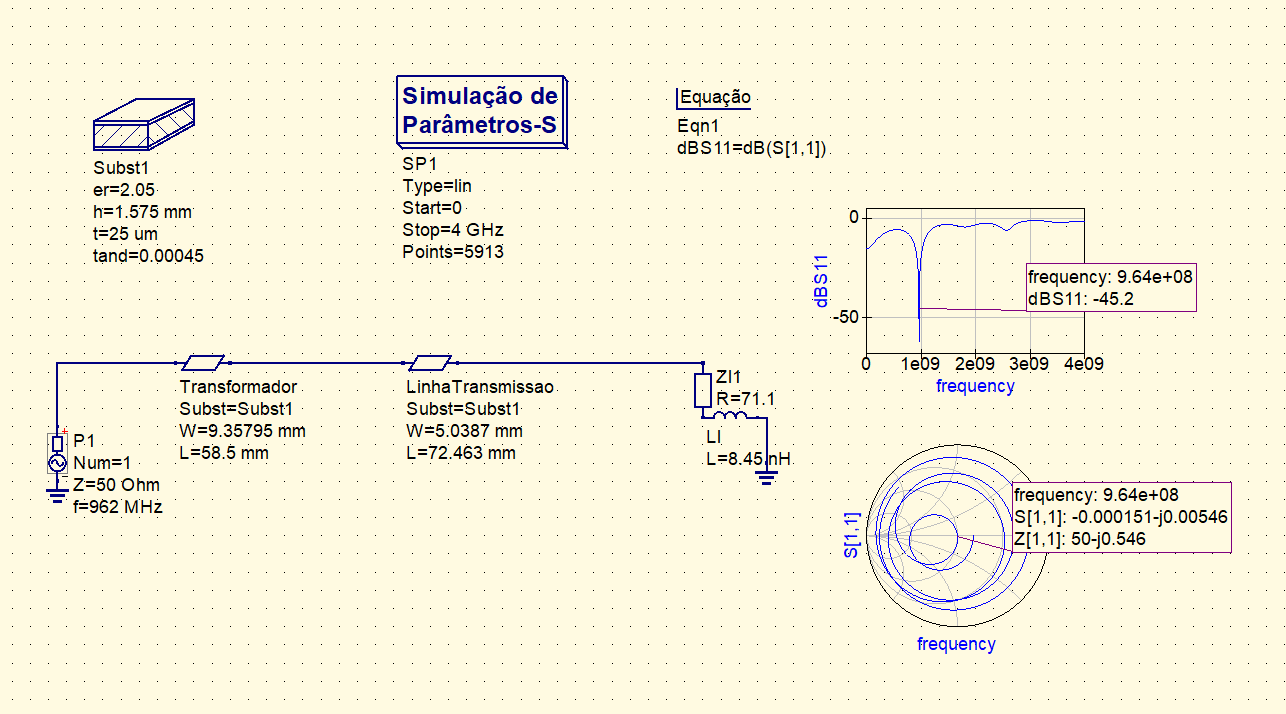 Simulação de
Parâmetros-S
Equação
Eqn1
dBS11=dB(S[1,1])
Subst1
er=2.05
h=1.575 mm
t=25 um
tand=0.00045
SP1
Type=lin
Start=0
Stop=4 GHz
Points=5913
0
-50
dBS11
0 1e09 2e09 3e09 4e09
frequency
frequency: 9.64e+08
dBS11: -45.2
Transformador
Subst=Subst1
W=9.35795 mm
L=58.5 mm
LinhaTransmissao
Subst=Subst1
W=5.0387 mm
L=72.463 mm
ZI1
R=71.1
LI
L=8.45 nH
P1
Num=1
Z=50 Ohm
f=962 MHz
S[1,1]
frequency
frequency: 9.64e+08
S[1,1]: -0.000151-j0.00546
Z[1,1]: 50-j0.546